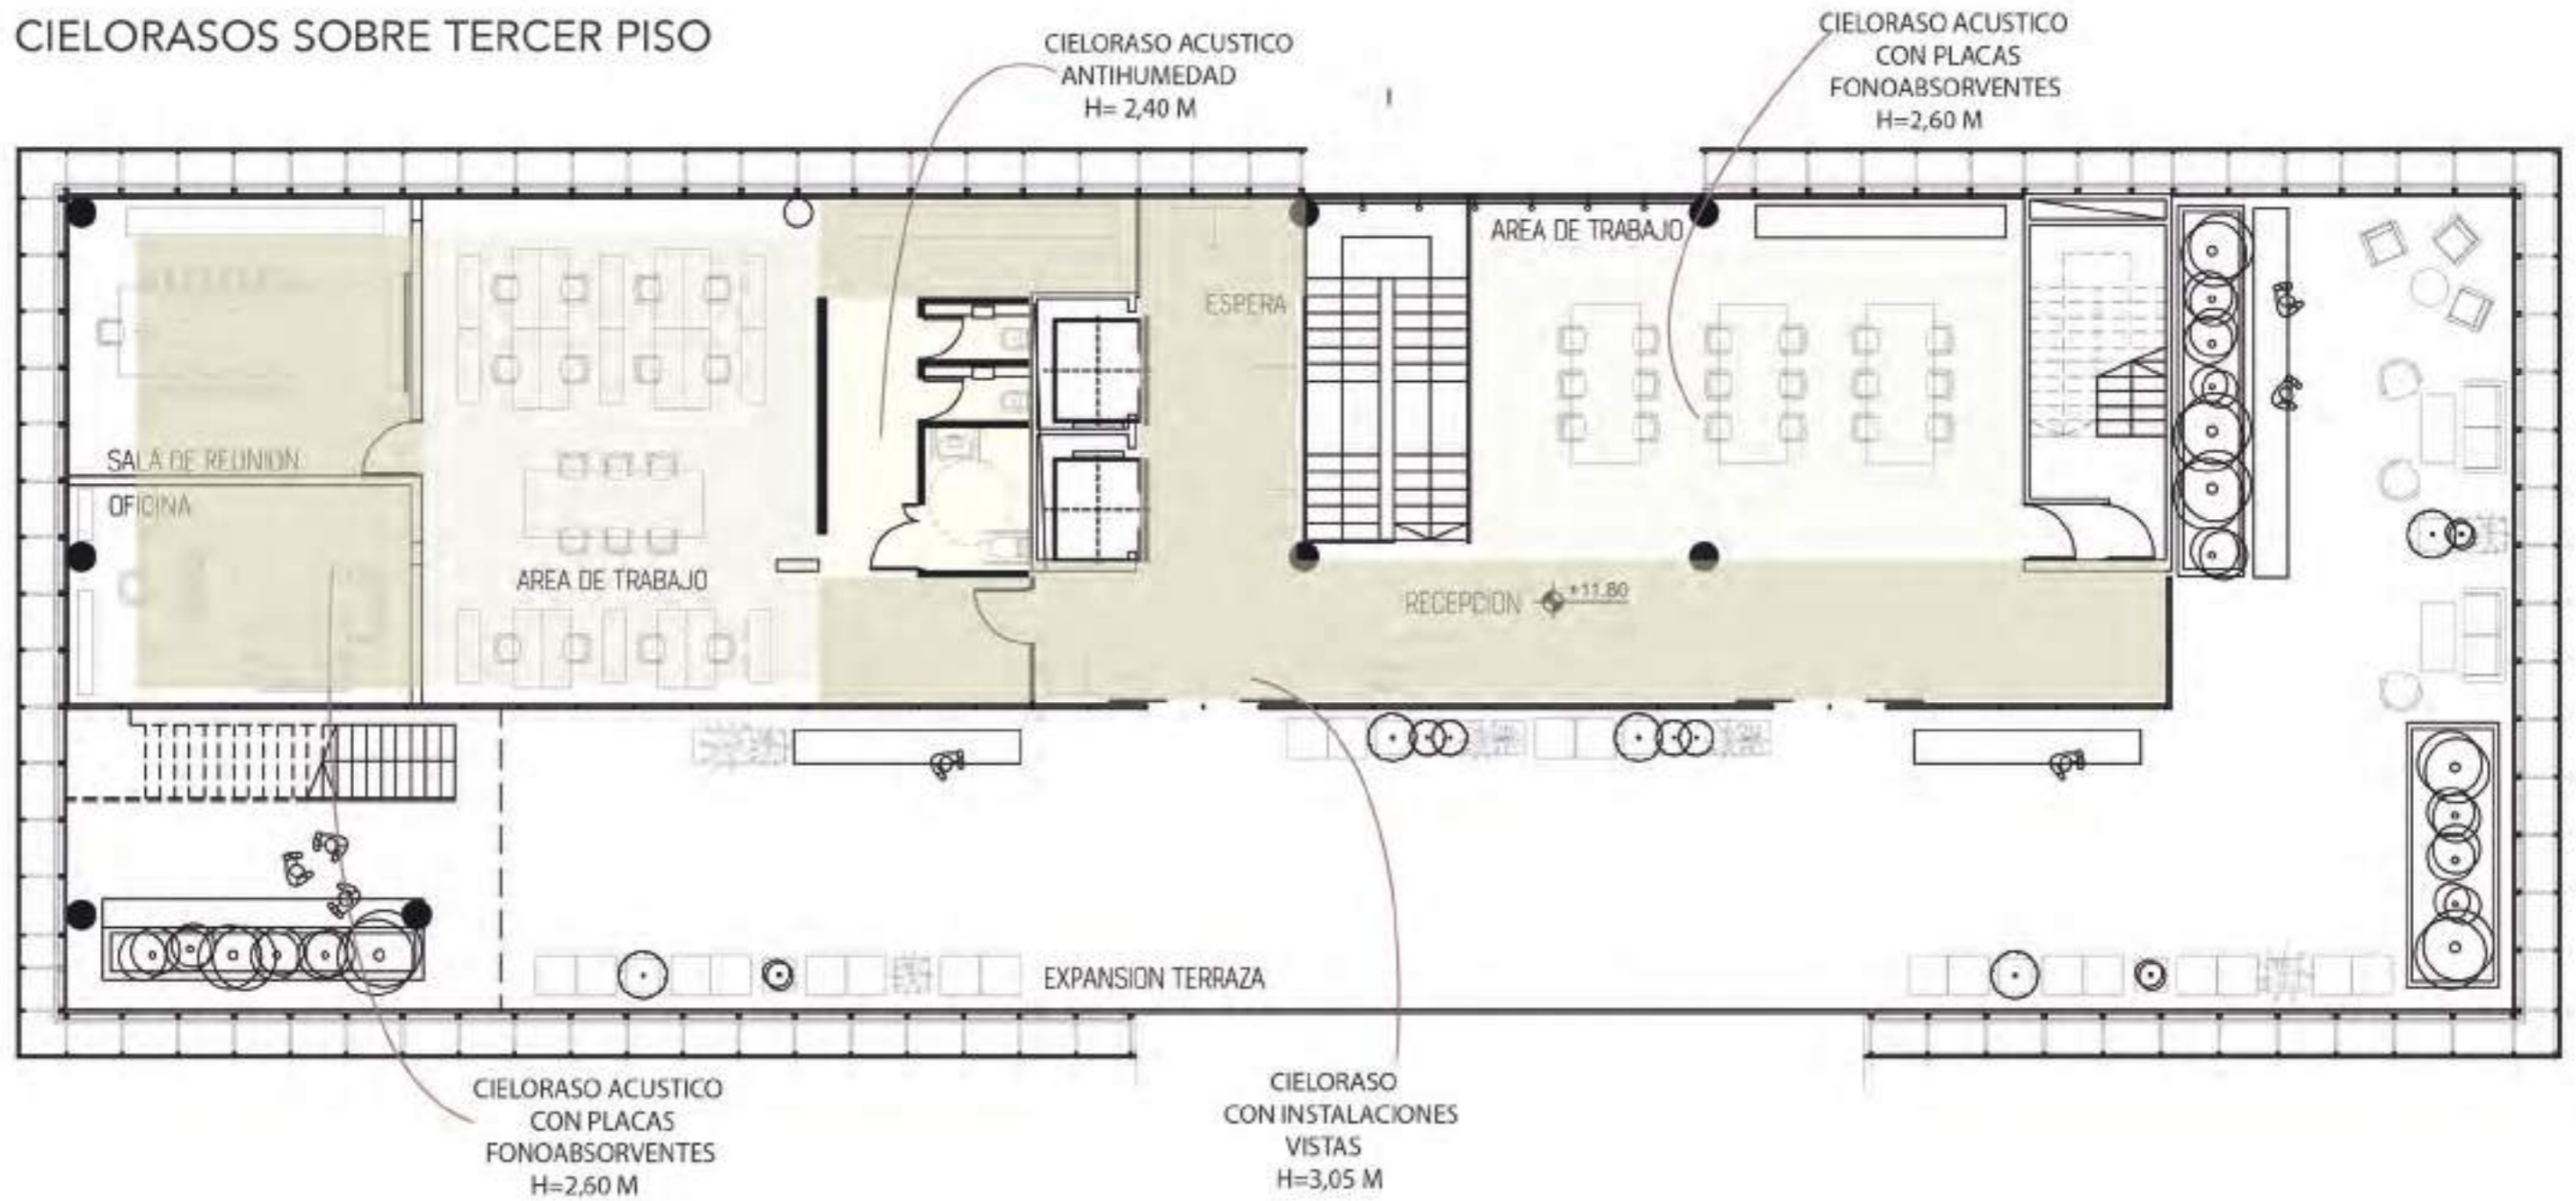 CIELORASOS SOBRE TERCER PISO
CIELORASO ACUSTICO
ANTIHUMEDAD
H= 2,40 M
CIELORASO ACUSTICO
CON PLACAS
FONOABSORVENTES
H=2,60 M
AREA DE TRABAJO
ESPERA
SALA DE REUNION
OFICINA
AREA DE TRABAJO
RECEPCION
+11.80
EXPANSION TERRAZA
CIELORASO ACUSTICO
CON PLACAS
FONOABSORVENTES
H=2,60 M
CIELORASO
CON INSTALACIONES
VISTAS
H=3,05 M